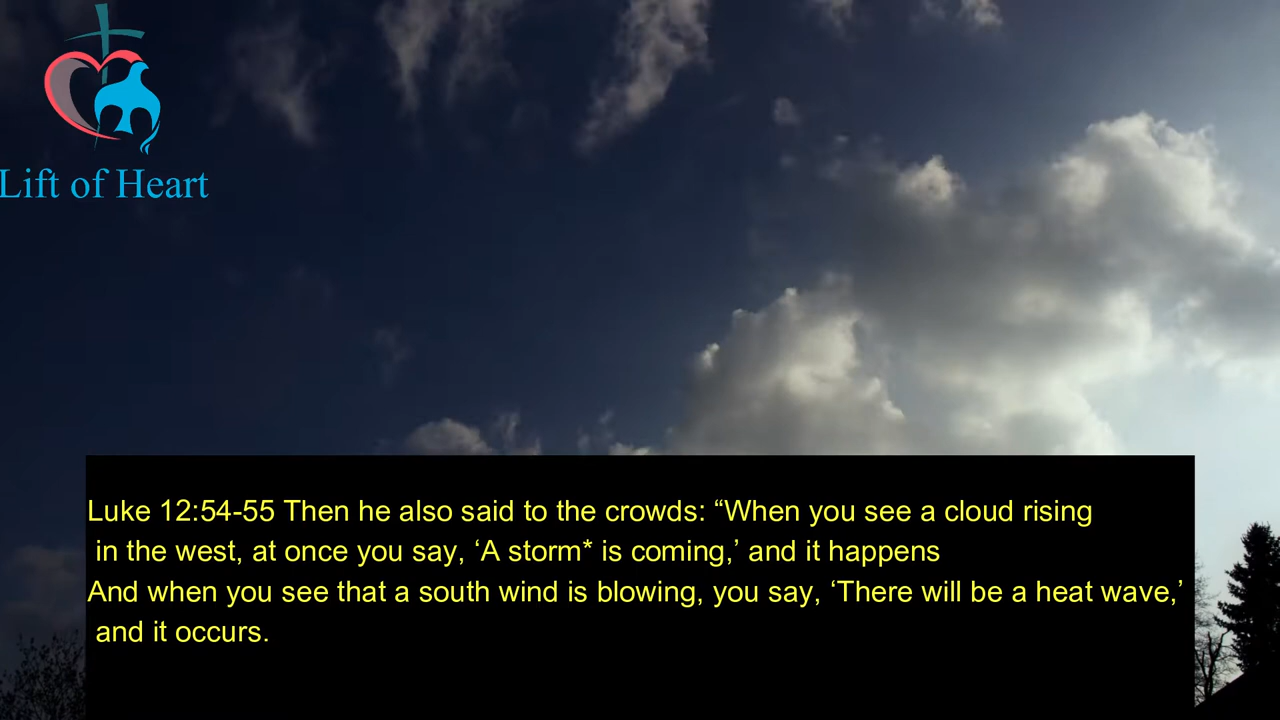 Lift of Heart
Luke 12:54-55 Then he also said to the crowds: “When you see a cloud rising
in the west, at once you say, ‘A storm* is coming,’ and it happens
And when you see that a south wind is blowing, you say, ‘There will be a heat wave,’
and it occurs.